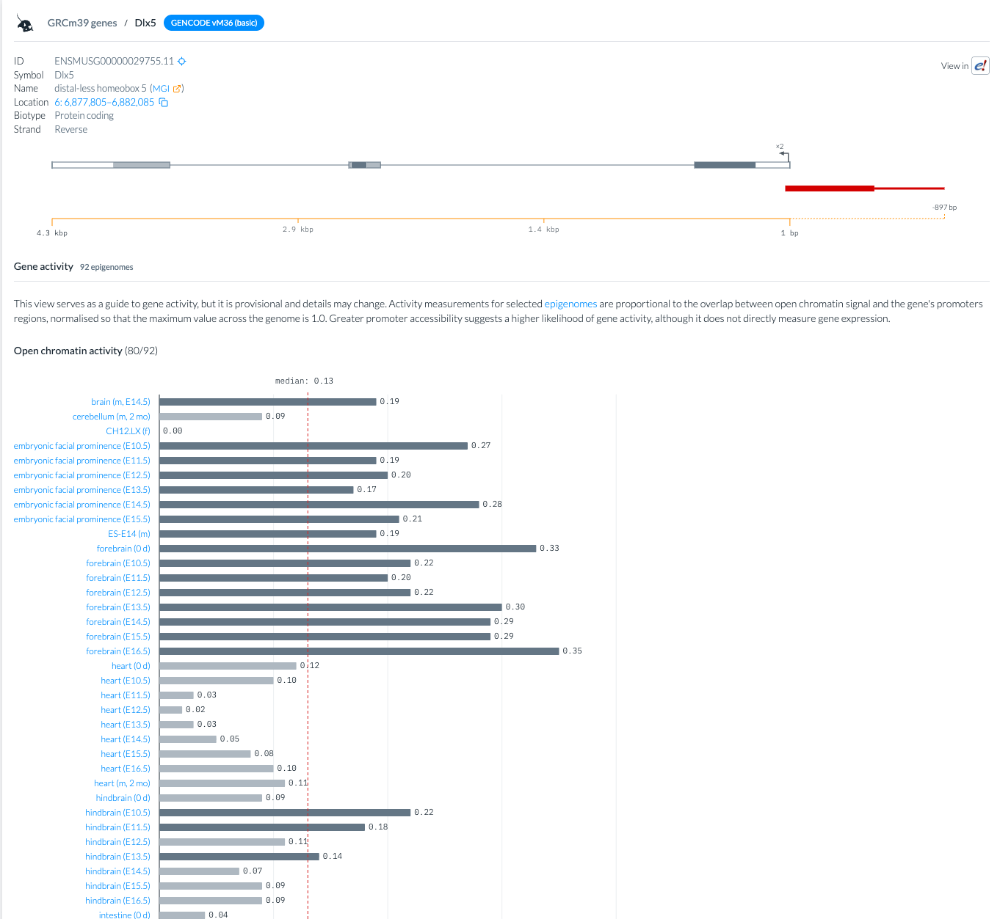 GRCm39 genes / Dlx5 GENCODE vM36 (basic)
ID ENSMUSG00000029755.11
View in e!
Symbol Dlx5
Name distal-less homeobox 5 (MGI)
Location 6: 6,877,805–6,882,085
Biotype Protein coding
Strand Reverse
×2
-897 bp
4.3 kbp 2.9 kbp 1.4 kbp 1 bp
Gene activity 92 epigenomes
This view serves as a guide to gene activity, but it is provisional and details may change. Activity measurements for selected epigenomes are proportional to the overlap between open chromatin signal and the gene's promoters
regions, normalised so that the maximum value across the genome is 1.0. Greater promoter accessibility suggests a higher likelihood of gene activity, although it does not directly measure gene expression.
Open chromatin activity (80/92)
median: 0.13
brain (m, E14.5) 0.19
cerebellum (m, 2 mo) 0.09
CH12.LX (f) 0.00
embryonic facial prominence (E10.5) 0.27
embryonic facial prominence (E11.5) 0.19
embryonic facial prominence (E12.5) 0.20
embryonic facial prominence (E13.5) 0.17
embryonic facial prominence (E14.5) 0.28
embryonic facial prominence (E15.5) 0.21
ES-E14 (m) 0.19
forebrain (0 d) 0.33
forebrain (E10.5) 0.22
forebrain (E11.5) 0.20
forebrain (E12.5) 0.22
forebrain (E13.5) 0.30
forebrain (E14.5) 0.29
forebrain (E15.5) 0.29
forebrain (E16.5) 0.35
heart (0 d) 0.12
heart (E10.5) 0.10
heart (E11.5) 0.03
heart (E12.5) 0.02
heart (E13.5) 0.03
heart (E14.5) 0.05
heart (E15.5) 0.08
heart (E16.5) 0.10
heart (m, 2 mo) 0.11
hindbrain (0 d) 0.09
hindbrain (E10.5) 0.22
hindbrain (E11.5) 0.18
hindbrain (E12.5) 0.11
hindbrain (E13.5) 0.14
hindbrain (E14.5) 0.07
hindbrain (E15.5) 0.09
hindbrain (E16.5) 0.09
intestine (0 d) 0.04